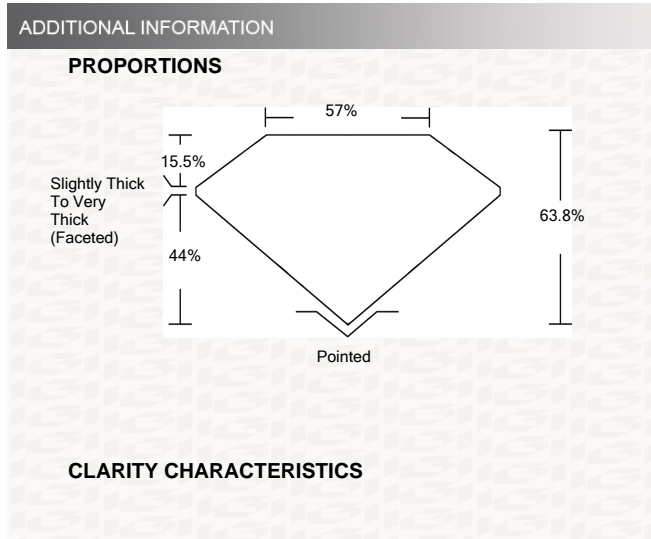 ADDITIONAL INFORMATION
PROPORTIONS
57%
15.5%
Slightly Thick
To Very
Thick
(Faceted)
63.8%
44%
Pointed
CLARITY CHARACTERISTICS